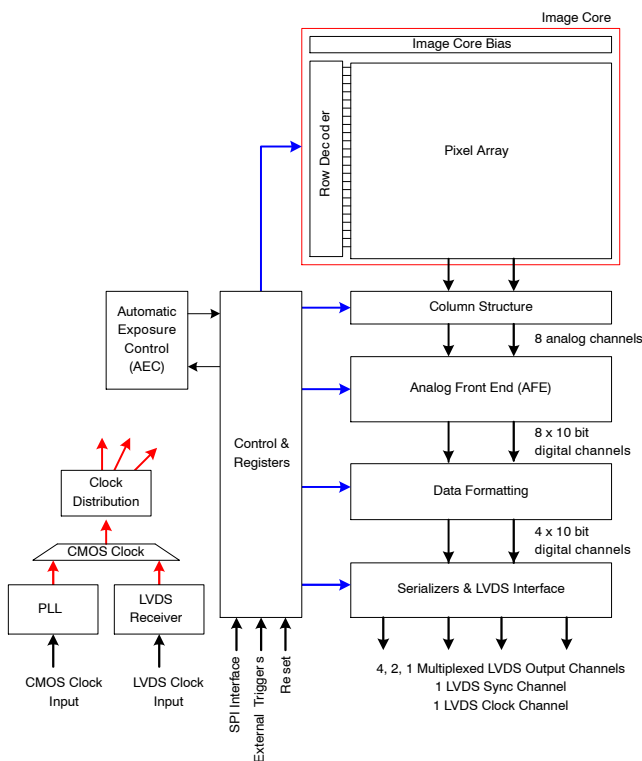 Image Core
Image Core Bias
Row Decoder
Pixel Array
Column Structure
8 analog channels
Automatic
Exposure
Control
(AEC)
Analog Front End (AFE)
Control &
Registers
8 x 10 bit
digital channels
Clock
Distribution
Data Formatting
4 x 10 bit
digital channels
CMOS Clock
PLL
LVDS
Receiver
Serializers & LVDS Interface
CMOS Clock
Input
LVDS Clock
Input
SPI Interface
External Triggers
Reset
4, 2, 1 Multiplexed LVDS Output Channels
1 LVDS Sync Channel
1 LVDS Clock Channel